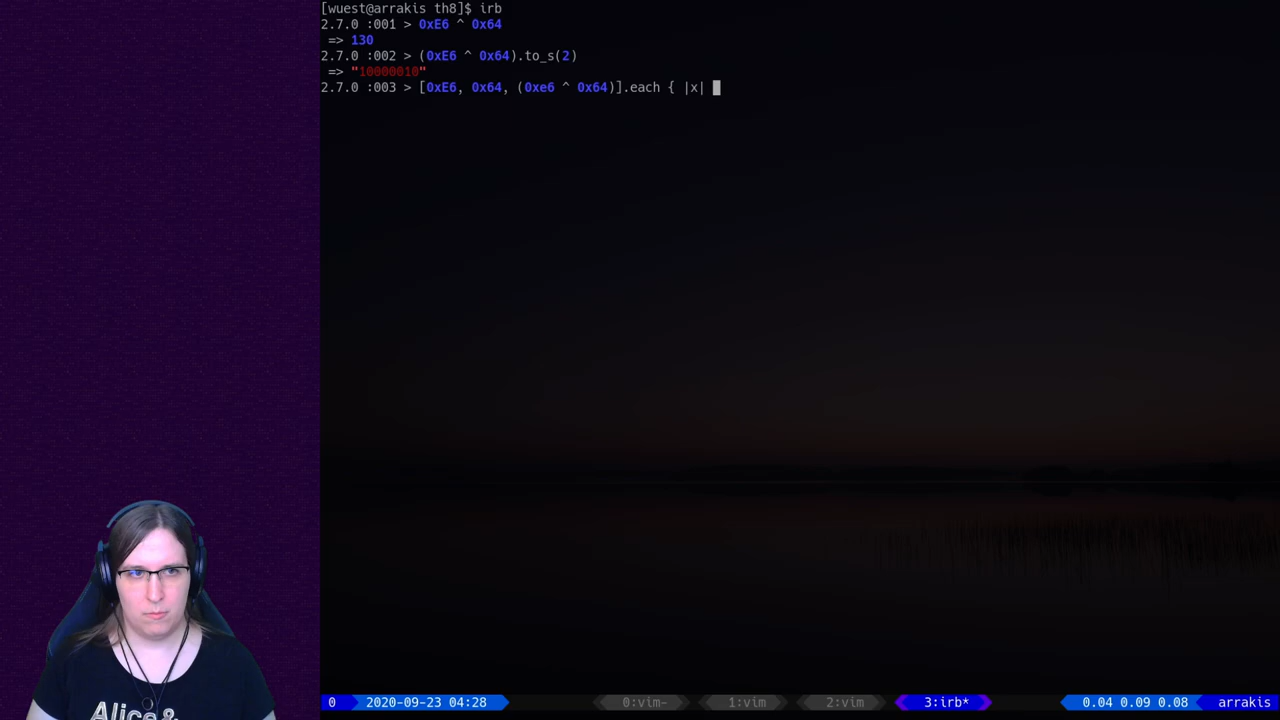 [wuest@arrakis th8]$ irb
2.7.0 :001 > 0xE6 ^ 0x64
 => 130
2.7.0 :002 > (0xE6 ^ 0x64).to_s(2)
 => "10000010"
2.7.0 :003 > [0xE6, 0x64, (0xe6 ^ 0x64)].each { |x|
Alice&
0 2020-09-23 04:28 0:vim- 1:vim 2:vim 3:irb* 0.04 0.09 0.08 arrakis